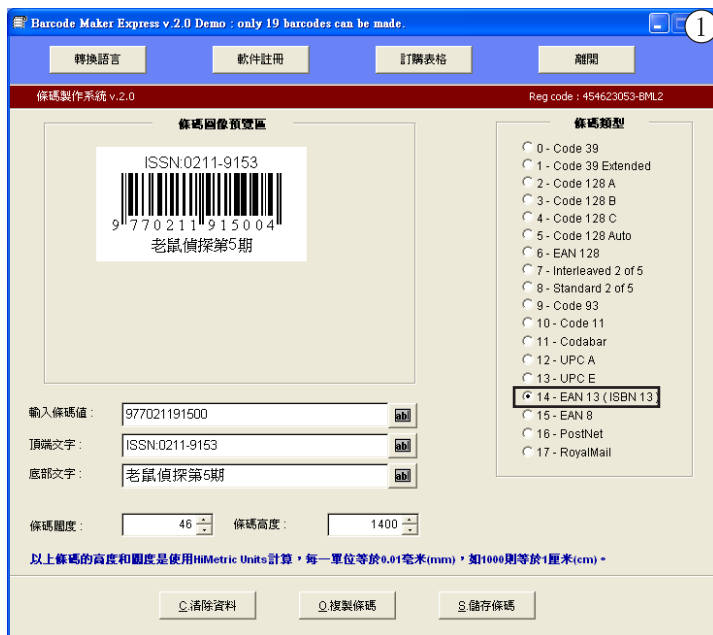 Barcode Maker Express v.2.0 Demo : only 19 barcodes can be made.
1
轉換語言
軟件註冊
訂購表格
離開
條碼製作系統 v.2.0
Reg code : 454623053-BML2
條碼圖像預覽區
ISSN:0211-9153
9 770211 915004
老鼠偵探第5期
條碼類型
0 - Code 39
1 - Code 39 Extended
2 - Code 128 A
3 - Code 128 B
4 - Code 128 C
5 - Code 128 Auto
6 - EAN 128
7 - Interleaved 2 of 5
8 - Standard 2 of 5
9 - Code 93
10 - Code 11
11 - Codabar
12 - UPC A
13 - UPC E
14 - EAN 13 ( ISBN 13 )
15 - EAN 8
16 - PostNet
17 - RoyalMail
輸入條碼值 :
977021191500
ab
頂端文字 :
ISSN:0211-9153
ab
底部文字 :
老鼠偵探第5期
ab
條碼闊度 :
46
條碼高度 :
1400
以上條碼的高度和闊度是使用HiMetric Units計算,每一單位等於0.01毫米(mm),如1000則等於1厘米(cm)。
C.清除資料
O.複製條碼
S.儲存條碼